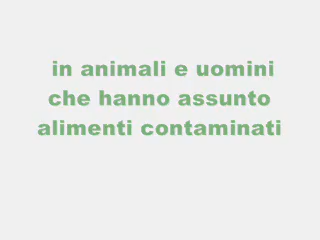 in animali e uomini
che hanno assunto
alimenti contaminati